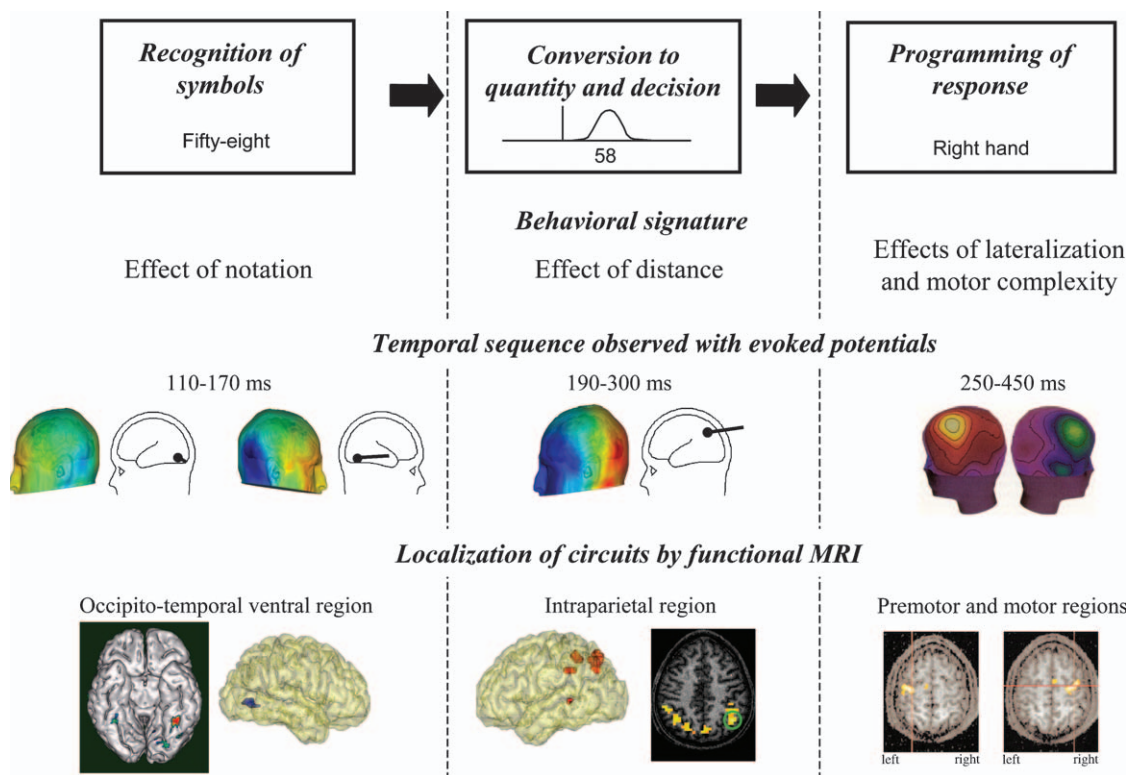 Recognition of
symbols
Fifty-eight
Conversion to
quantity and decision
58
Programming of
response
Right hand
Behavioral signature
Effect of notation
Effect of distance
Effects of lateralization
and motor complexity
Temporal sequence observed with evoked potentials
110-170 ms
190-300 ms
250-450 ms
Localization of circuits by functional MRI
Occipito-temporal ventral region
Intraparietal region
Premotor and motor regions
left right
left right